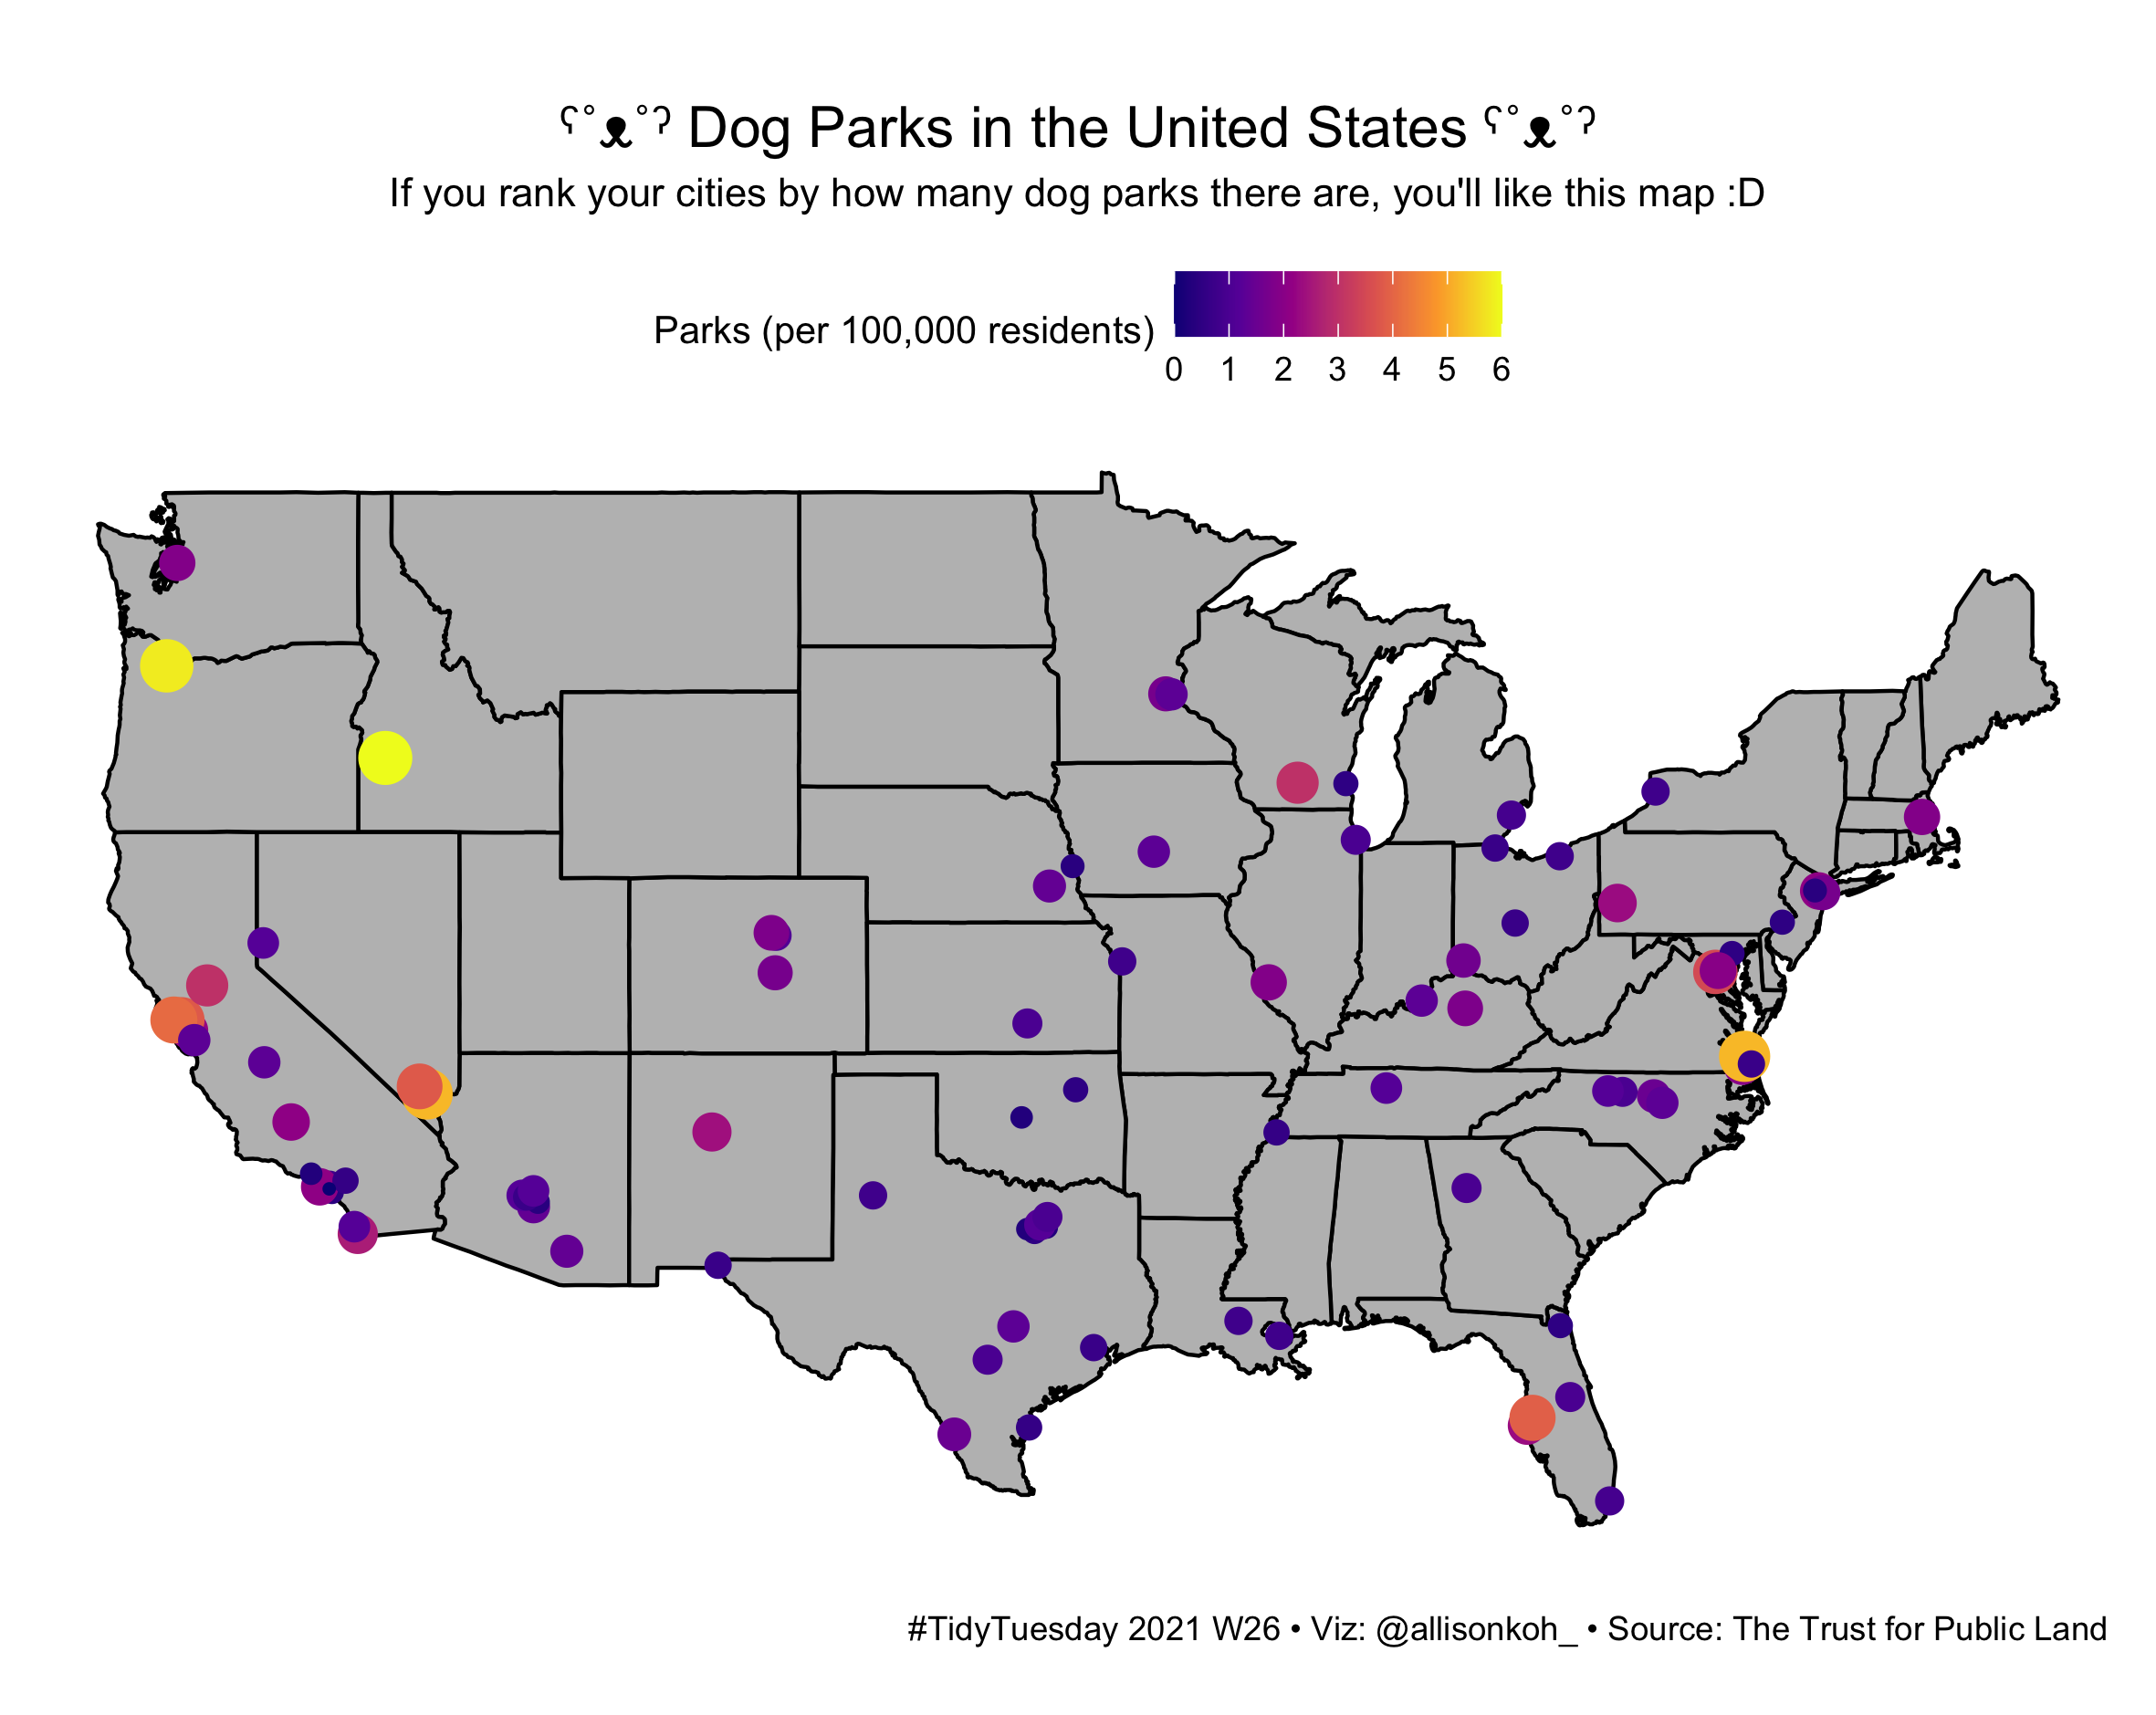 ʕ˚ᴥ˚ʔ Dog Parks in the United States ʕ˚ᴥ˚ʔ
If you rank your cities by how many dog parks there are, you'll like this map :D
Parks (per 100,000 residents)
0 1 2 3 4 5 6
#TidyTuesday 2021 W26 • Viz: @allisonkoh_ • Source: The Trust for Public Land